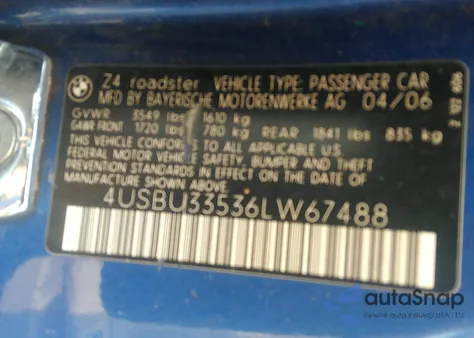 Z4 roadster VEHICLE TYPE: PASSENGER CAR
MFD BY BAYERISCHE MOTORENWERKE AG 04/06
GVWR 3549 lbs 1610 kg
GAWR FRONT 1720 lbs 780 kg REAR 1841 lbs 835 kg
THIS VEHICLE CONFORMS TO ALL APPLICABLE U.S.
FEDERAL MOTOR VEHICLE SAFETY, BUMPER AND THEFT
PREVENTION STANDARDS IN EFFECT ON THE DATE OF
MANUFACTURE SHOWN ABOVE.
4USBU33536LW67488
autoSnap